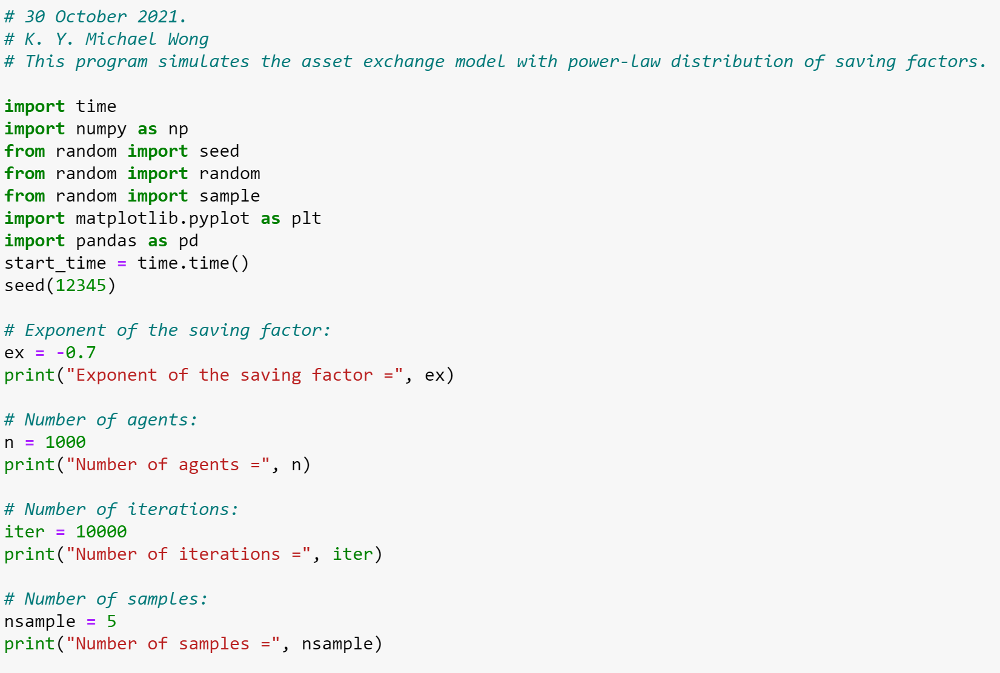 # 30 October 2021.
# K. Y. Michael Wong
# This program simulates the asset exchange model with power-law distribution of saving factors.
import time
import numpy as np
from random import seed
from random import random
from random import sample
import matplotlib.pyplot as plt
import pandas as pd
start_time = time.time()
seed(12345)
# Exponent of the saving factor:
ex = -0.7
print("Exponent of the saving factor =", ex)
# Number of agents:
n = 1000
print("Number of agents =", n)
# Number of iterations:
iter = 10000
print("Number of iterations =", iter)
# Number of samples:
nsample = 5
print("Number of samples =", nsample)